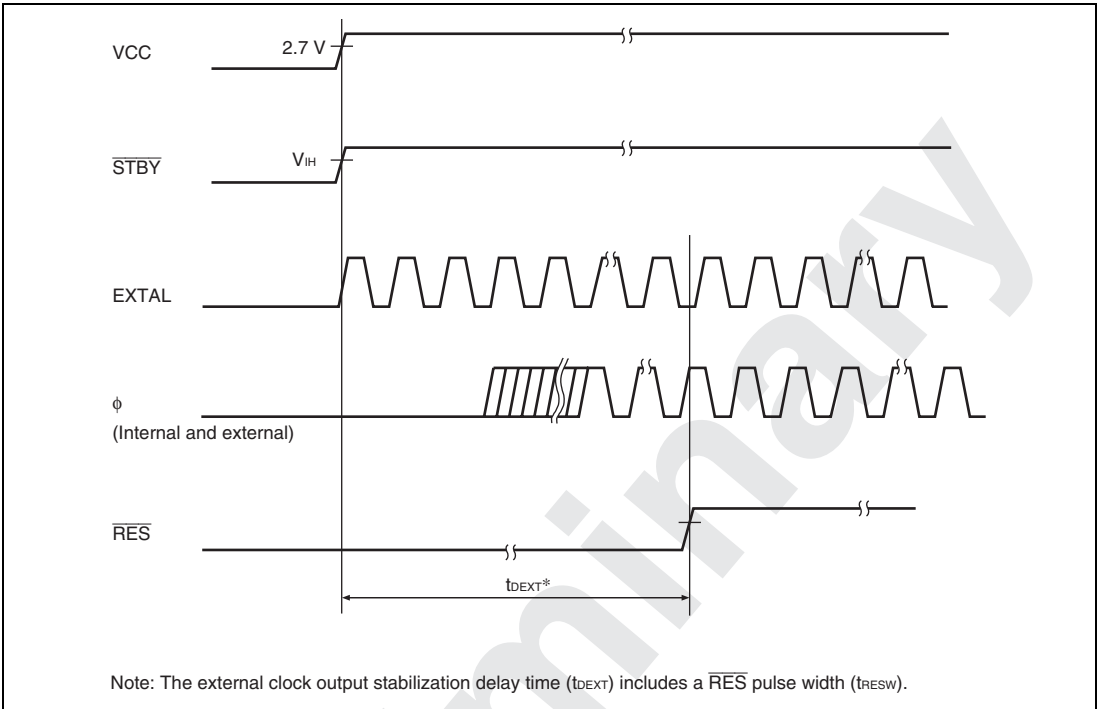 VCC
2.7 V
STBY
VIH
EXTAL
φ
(Internal and external)
RES
tDEXT*
Note: The external clock output stabilization delay time (tDEXT) includes a RES pulse width (tRESW).
minary